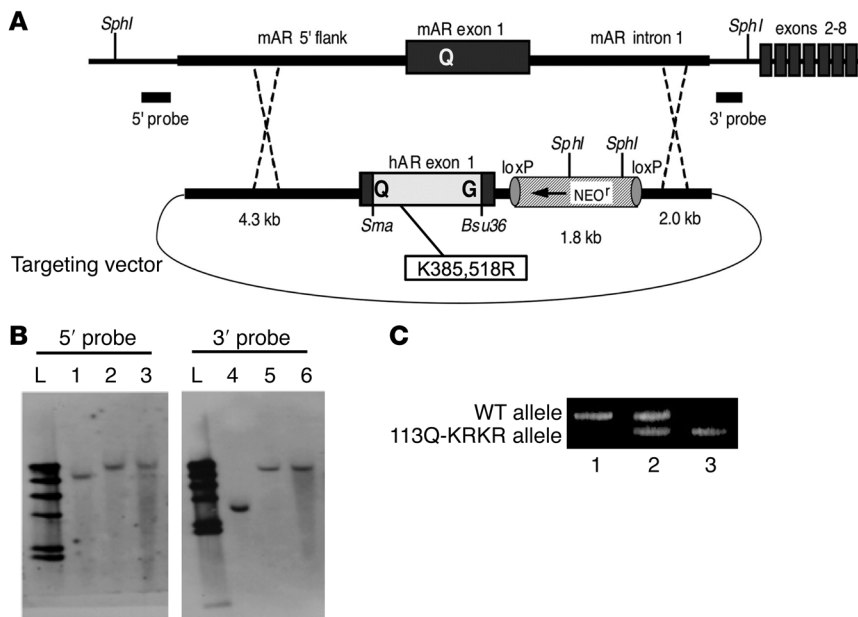 A
SphI
mAR 5' flank
mAR exon 1
mAR intron 1
SphI
exons 2-8
Q
5' probe
3' probe
hAR exon 1
loxP
SphI
SphI
loxP
Q
G
NEOr
4.3 kb
Sma
Bsu36
1.8 kb
2.0 kb
Targeting vector
K385,518R
B
5′ probe
3′ probe
L 1 2 3
L 4 5 6
C
WT allele
113Q-KRKR allele
1 2 3